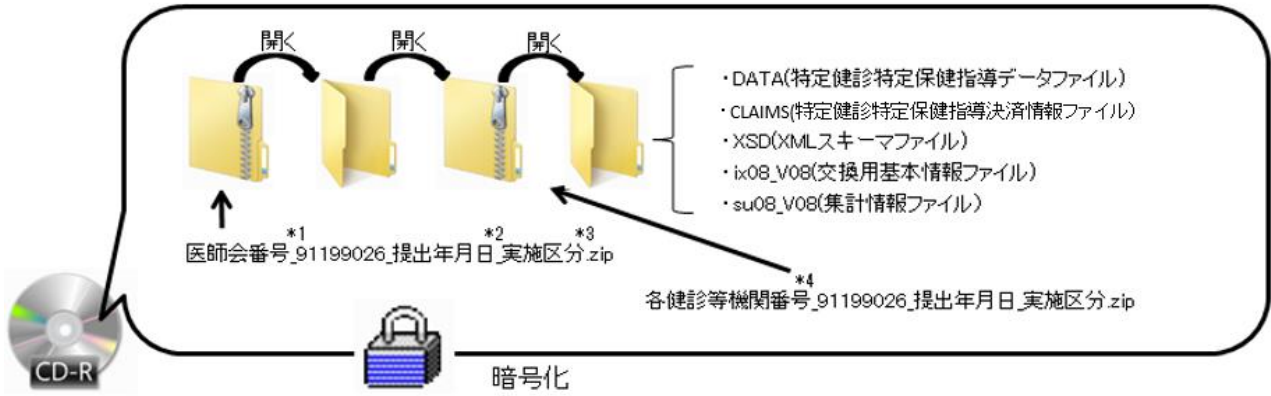 開く 開く 開く
・DATA(特定健診特定保健指導データファイル)
・CLAIMS(特定健診特定保健指導決済情報ファイル)
・XSD(XMLスキーマファイル)
・ix08_V08(交換用基本情報ファイル)
・su08_V08(集計情報ファイル)
*1 *2 *3
医師会番号_91199026_提出年月日_実施区分.zip
*4
各健診等機関番号_91199026_提出年月日_実施区分.zip
CD-R
暗号化